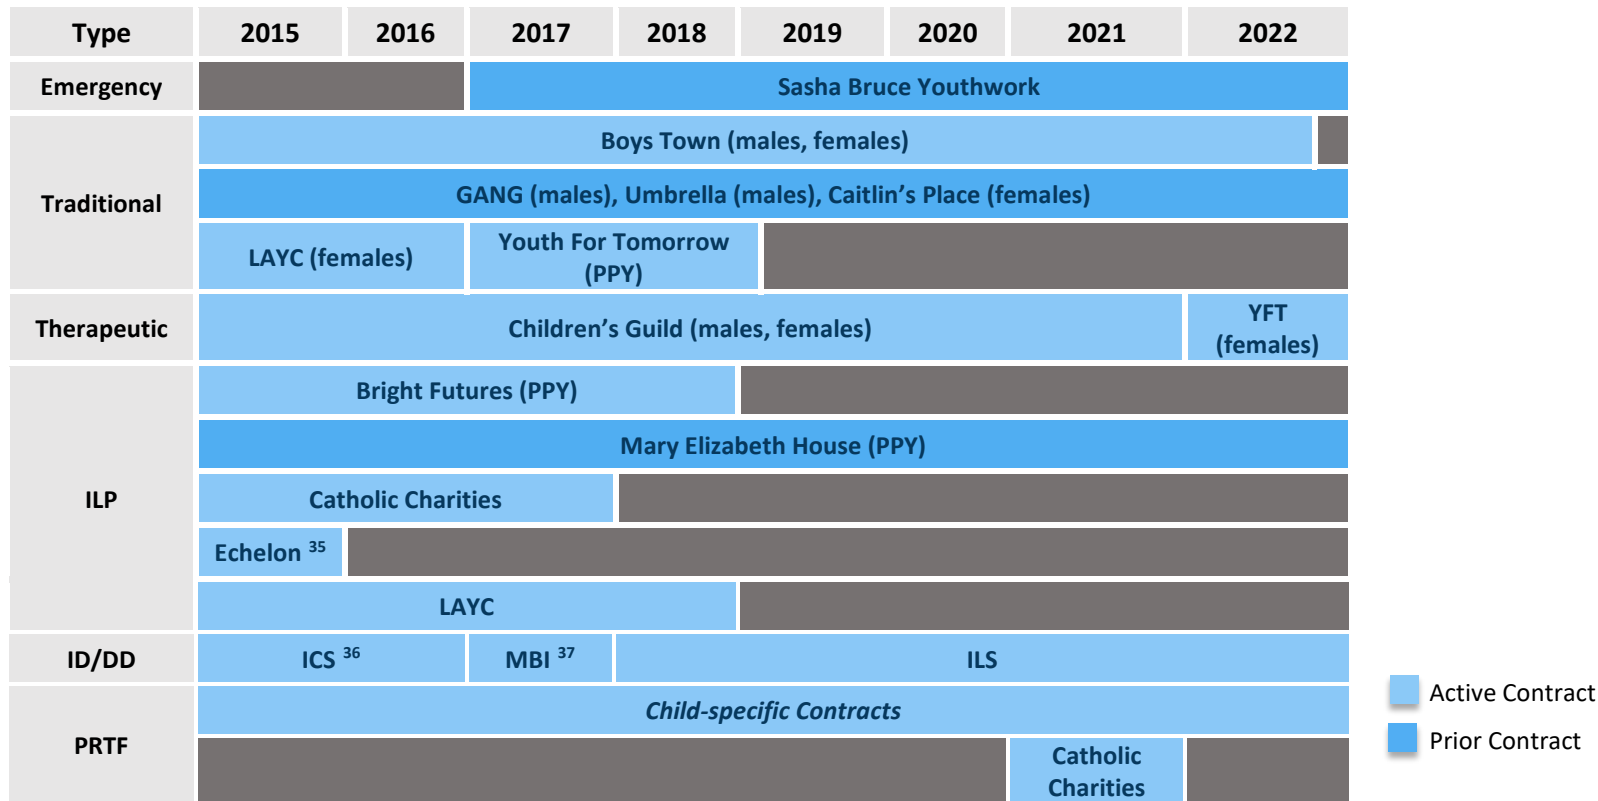 Type 2015 2016 2017 2018 2019 2020 2021 2022
Emergency Sasha Bruce Youthwork
Traditional
Boys Town (males, females)
GANG (males), Umbrella (males), Caitlin’s Place (females)
LAYC (females)
Youth For Tomorrow
(PPY)
Therapeutic
Children’s Guild (males, females)
YFT
(females)
ILP
Bright Futures (PPY)
Mary Elizabeth House (PPY)
Catholic Charities
Echelon 35
LAYC
ID/DD ICS 36 MBI 37 ILS
PRTF
Child-specific Contracts
Catholic
Charities
Active Contract
Prior Contract